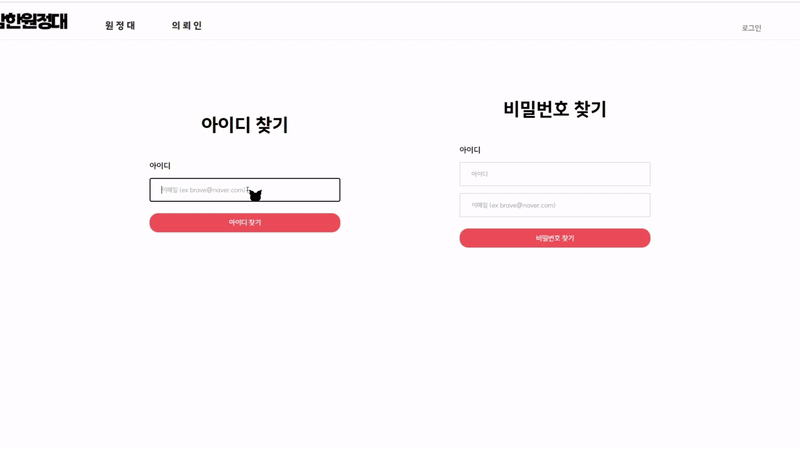 감한원정대
원정대
의뢰인
로그인
아이디 찾기
아이디
이메일 (ex brave@naver.com)
아이디 찾기
비밀번호 찾기
아이디
아이디
이메일 (ex brave@naver.com)
비밀번호 찾기